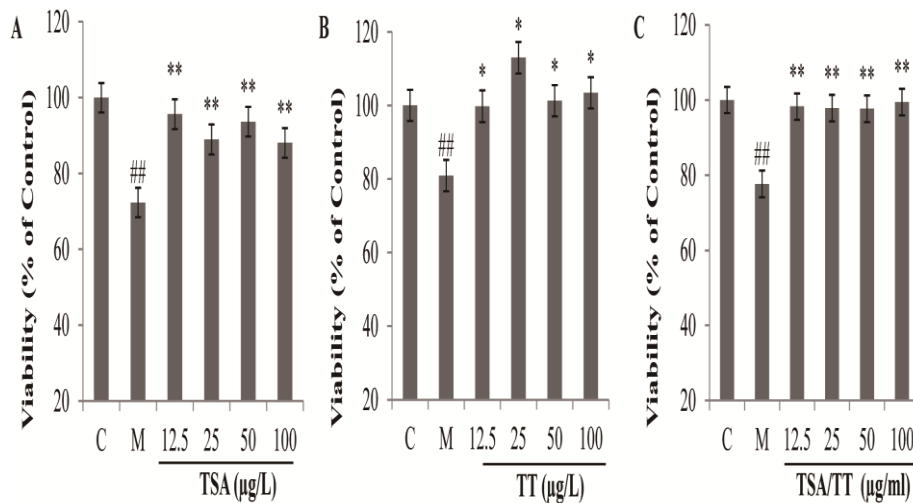 A
Viability (% of Control)
120
100
80
60
40
20
##
**
**
**
**
C M 12.5 25 50 100
TSA (µg/L)
B
Viability (% of Control)
120
100
80
60
40
20
##
*
*
*
*
C M 12.5 25 50 100
TT (µg/L)
C
Viability (% of Control)
120
100
80
60
40
20
##
**
**
**
**
C M 12.5 25 50 100
TSA/TT (µg/ml)